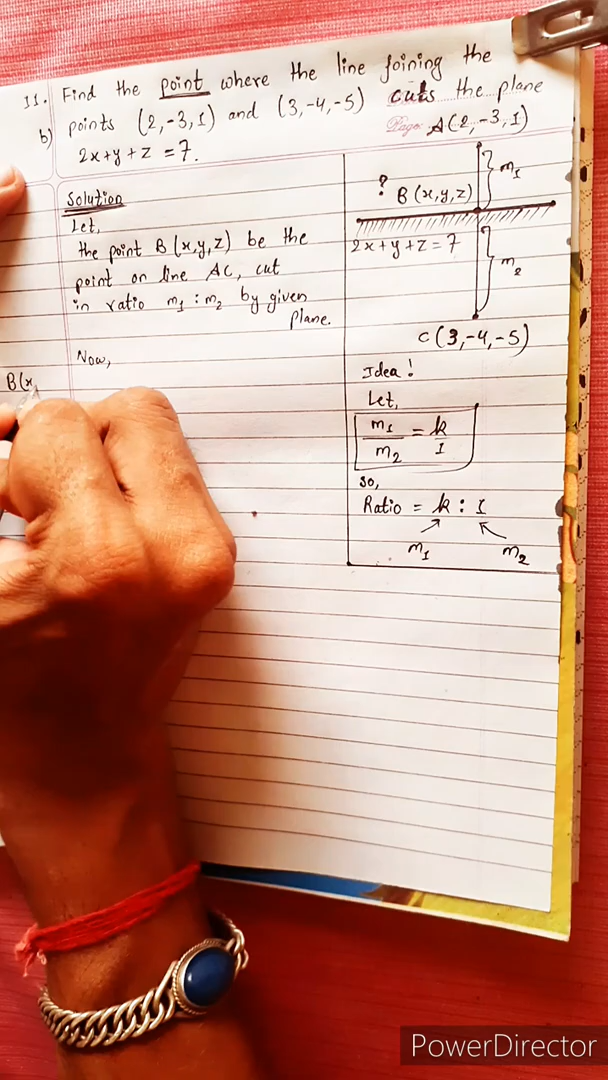 11. Find the point where the line joining the
b) points (2,-3,1) and (3,-4,-5) cuts the plane
Page: A(2,-3,1)
2x+y+z =7.
Solution
Let,
the point B (x,y,z) be the
point on line AC, cut
in ratio m₁ : m₂ by given
plane.
Now,
B(x,
m₁
? B (x,y,z)
2x+y+z=7
m₂
C(3,-4,-5)
Idea!
Let,
m₁/m₂ = k/1
so,
Ratio = k : 1
m₁ m₂
PowerDirector